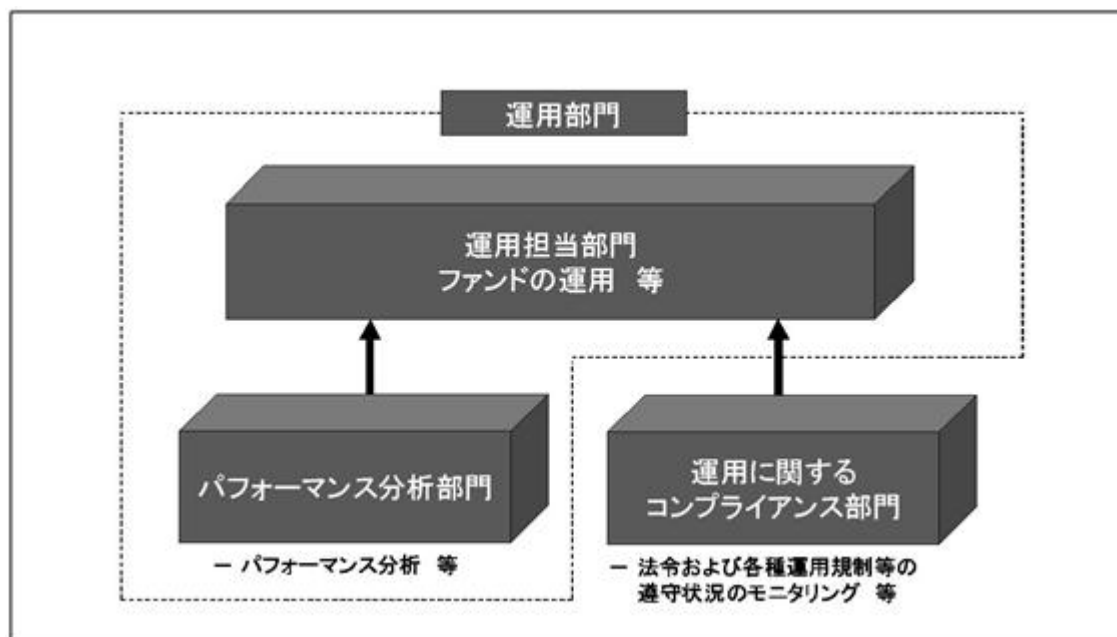 運用部門
運用担当部門
ファンドの運用　等
パフォーマンス分析部門
－ パフォーマンス分析　等
運用に関する
コンプライアンス部門
－ 法令および各種運用規制等の
遵守状況のモニタリング　等